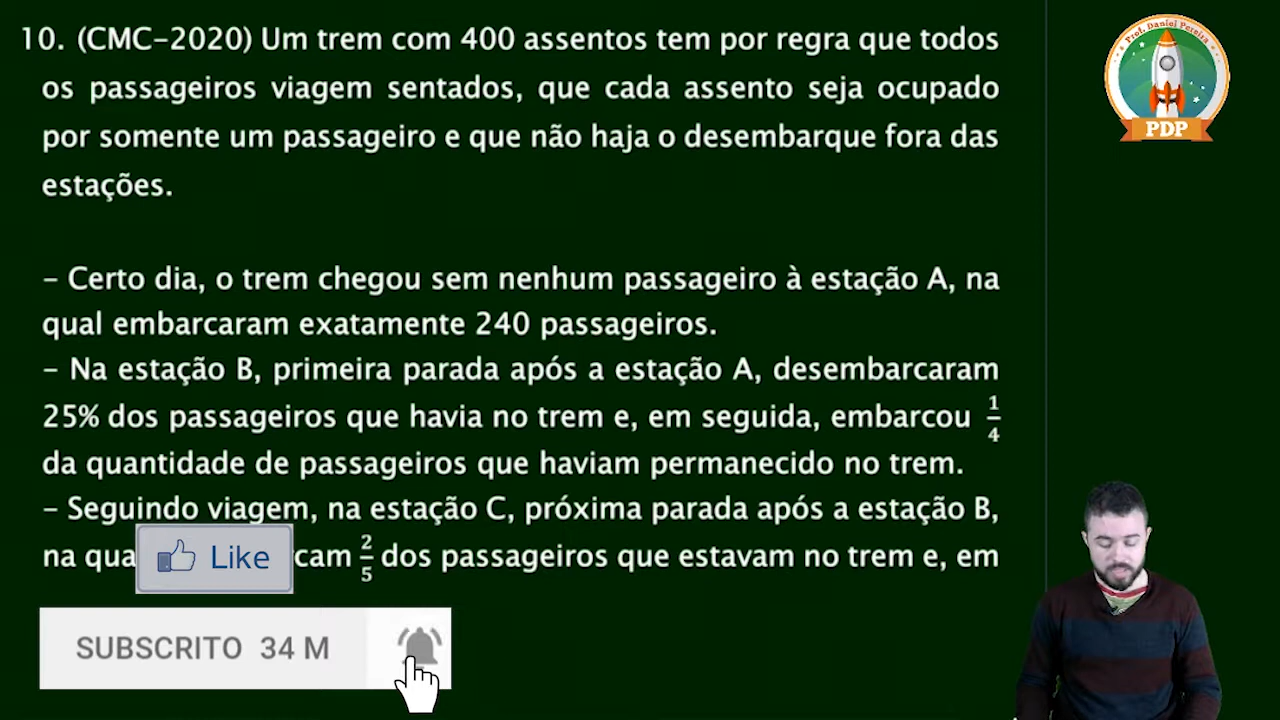 10. (CMC-2020) Um trem com 400 assentos tem por regra que todos
os passageiros viagem sentados, que cada assento seja ocupado
por somente um passageiro e que não haja o desembarque fora das
estações.
- Certo dia, o trem chegou sem nenhum passageiro à estação A, na
qual embarcaram exatamente 240 passageiros.
- Na estação B, primeira parada após a estação A, desembarcaram
25% dos passageiros que havia no trem e, em seguida, embarcou 1/4
da quantidade de passageiros que haviam permanecido no trem.
- Seguindo viagem, na estação C, próxima parada após a estação B,
na 2/5 dos passageiros que estavam no trem e, em
Like
SUBSCRITO 34 M
Prof. Daniel Pereira
PDP